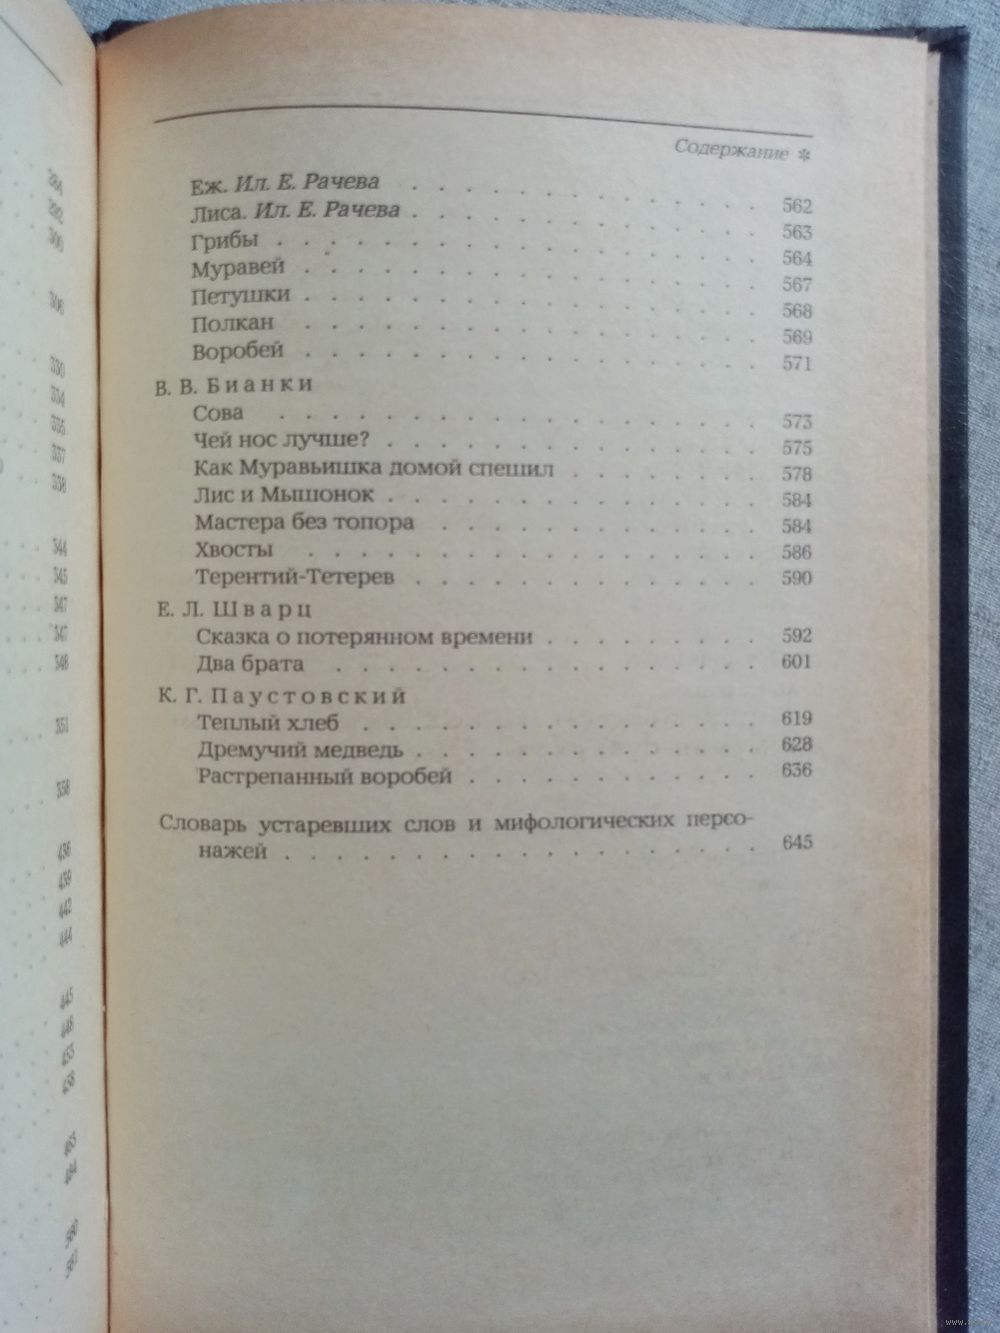 Содержание *
Еж. Ил. Е. Рачева . . . . . . . . . . . . . 562
Лиса. Ил. Е. Рачева . . . . . . . . . . . . . 563
Грибы . . . . . . . . . . . . . . . . . . 564
Муравей . . . . . . . . . . . . . . . . . 567
Петушки . . . . . . . . . . . . . . . . . 568
Полкан . . . . . . . . . . . . . . . . . 569
Воробей . . . . . . . . . . . . . . . . . 571
В. В. Бианки
Сова . . . . . . . . . . . . . . . . . . 573
Чей нос лучше? . . . . . . . . . . . . . . 575
Как Муравьишка домой спешил . . . . . . . 578
Лис и Мышонок . . . . . . . . . . . . . . 584
Мастера без топора . . . . . . . . . . . . 584
Хвосты . . . . . . . . . . . . . . . . . 586
Терентий-Тетерев . . . . . . . . . . . . . 590
Е. Л. Шварц
Сказка о потерянном времени . . . . . . . . 592
Два брата . . . . . . . . . . . . . . . . 601
К. Г. Паустовский
Теплый хлеб . . . . . . . . . . . . . . . 619
Дремучий медведь . . . . . . . . . . . . . 628
Растрепанный воробей . . . . . . . . . . . 636
Словарь устаревших слов и мифологических персо-
нажей . . . . . . . . . . . . . . . . . . 645